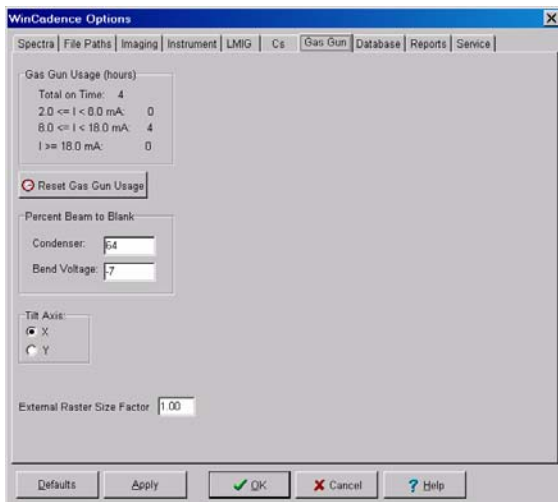 WinCadence Options
Spectra File Paths Imaging Instrument LMIG Cs Gas Gun Database Reports Service
Gas Gun Usage (hours)
Total on Time: 4
2.0 <= I < 8.0 mA: 0
8.0 <= I < 18.0 mA: 4
I >= 18.0 mA: 0
Reset Gas Gun Usage
Percent Beam to Blank
Condenser: 64
Bend Voltage: -7
Tilt Axis:
X
Y
External Raster Size Factor 1.00
Defaults Apply OK Cancel Help